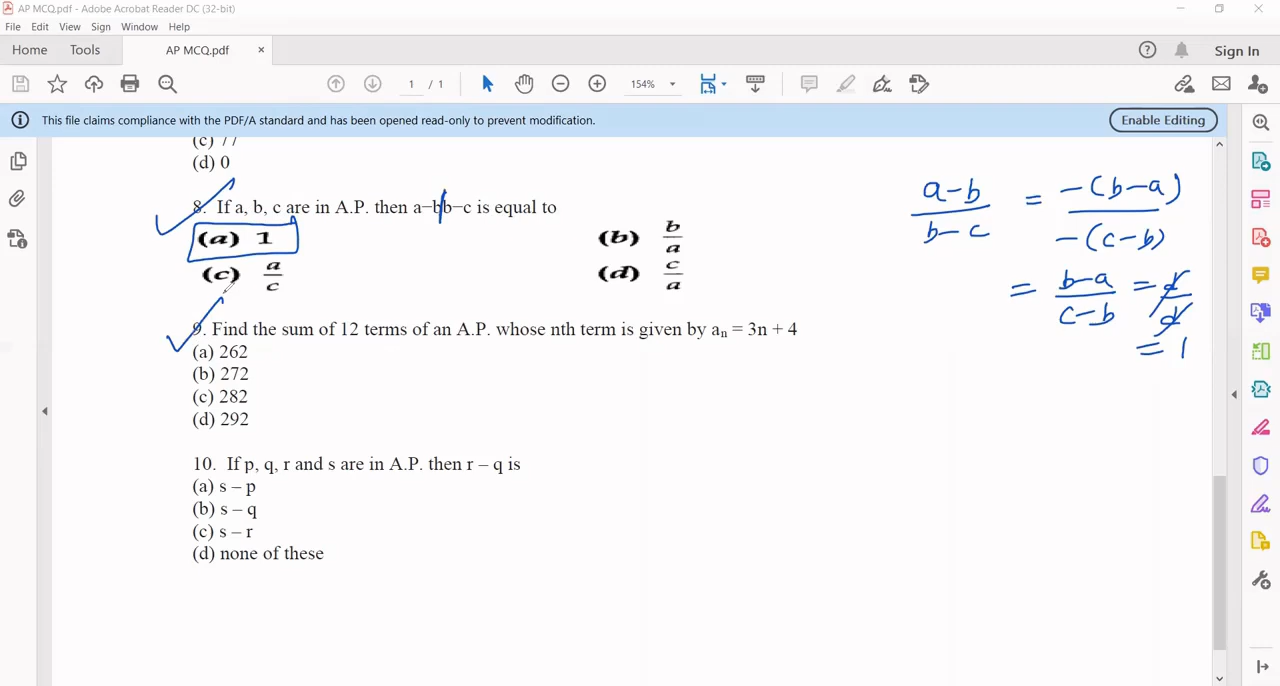 AP MCQ.pdf - Adobe Acrobat Reader DC (32-bit)
File Edit View Sign Window Help
Home Tools AP MCQ.pdf × Sign In
1 / 1 154%
This file claims compliance with the PDF/A standard and has been opened read-only to prevent modification. Enable Editing
(c) 77
(d) 0
8. If a, b, c are in A.P. then a−b/b−c is equal to
(a) 1 (b) b/a
(c) a/c (d) c/a
9. Find the sum of 12 terms of an A.P. whose nth term is given by aₙ = 3n + 4
(a) 262
(b) 272
(c) 282
(d) 292
10. If p, q, r and s are in A.P. then r – q is
(a) s – p
(b) s – q
(c) s – r
(d) none of these
a-b/b-c = -(b-a)/-(c-b)
= b-a/c-b = d/d
= 1